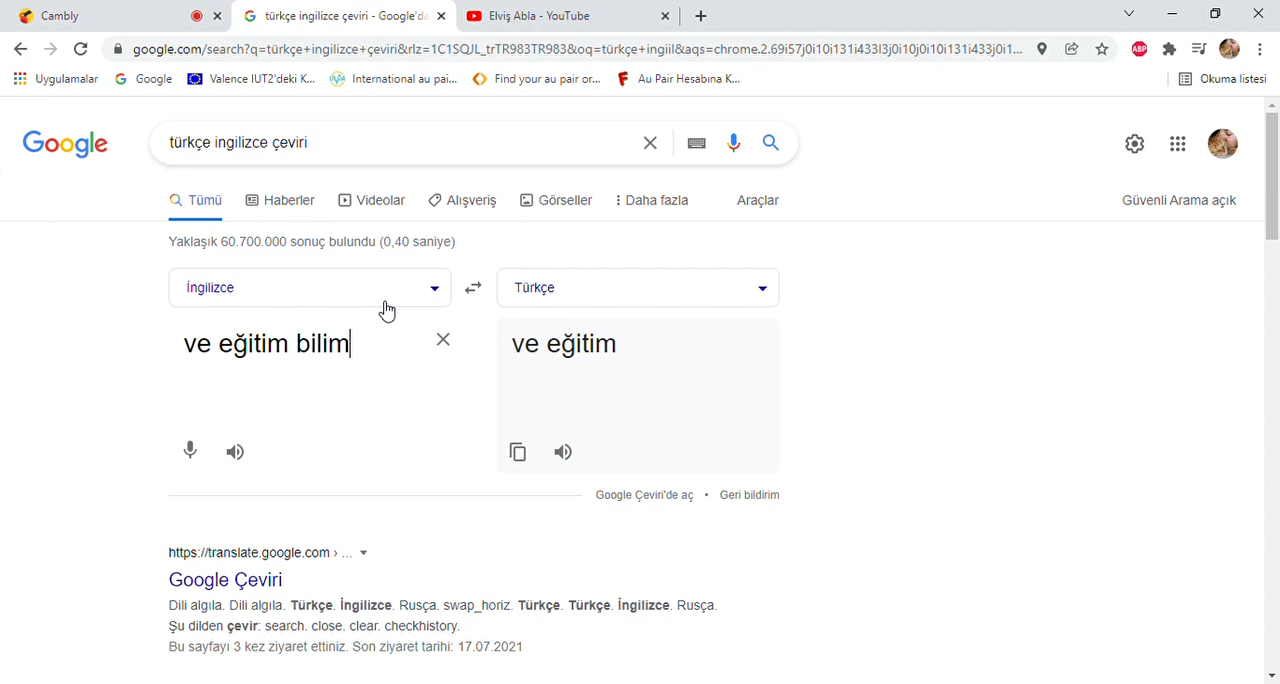 Cambly
türkçe ingilizce çeviri - Google'da
Elviş Abla - YouTube
google.com/search?q=türkçe+ingilizce+çeviri&rlz=1C1SQJL_trTR983TR983&oq=türkçe+ingiil&aqs=chrome.2.69i57j0i10i131i433l3j0i10j0i10i131i433j0i1...
ABP
Uygulamalar
Google
Valence IUT2'deki K...
International au pai...
Find your au pair or...
Au Pair Hesabına K...
Okuma listesi
Google
türkçe ingilizce çeviri
Tümü
Haberler
Videolar
Alışveriş
Görseller
Daha fazla
Araçlar
Güvenli Arama açık
Yaklaşık 60.700.000 sonuç bulundu (0,40 saniye)
İngilizce
Türkçe
ve eğitim bilim
ve eğitim
Google Çeviri'de aç • Geri bildirim
https://translate.google.com › ...
Google Çeviri
Dili algıla. Dili algıla. Türkçe. İngilizce. Rusça. swap_horiz. Türkçe. Türkçe. İngilizce. Rusça.
Şu dilden çevir: search. close. clear. checkhistory.
Bu sayfayı 3 kez ziyaret ettiniz. Son ziyaret tarihi: 17.07.2021